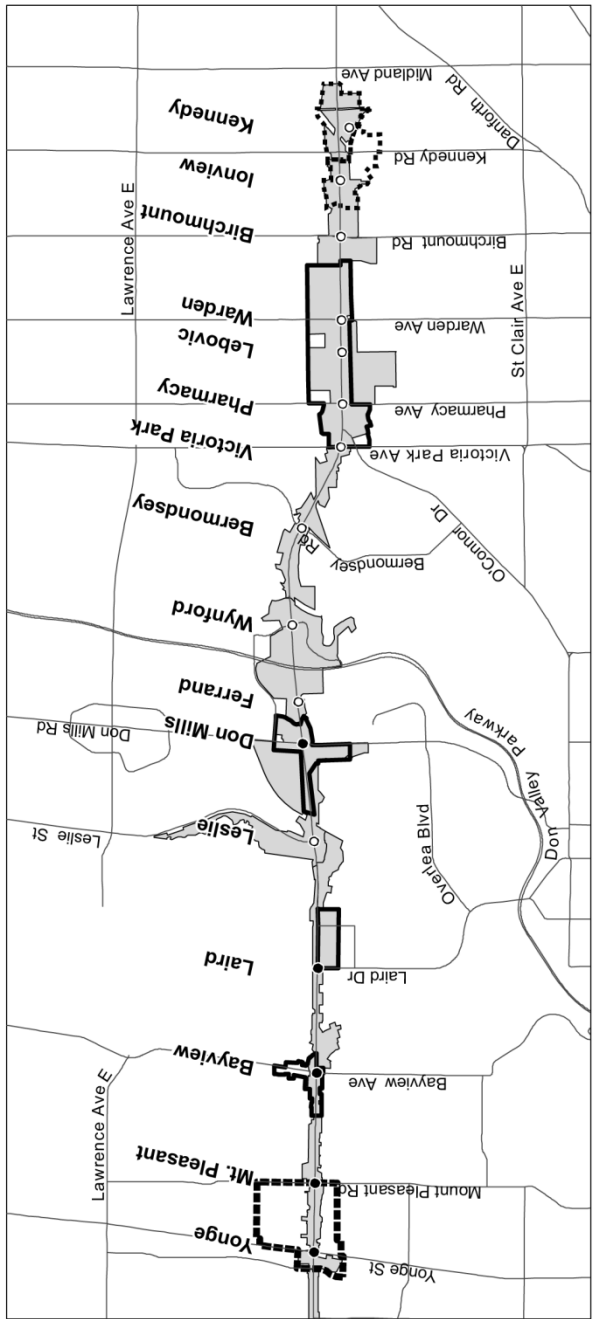 Midland Ave
Danforth Rd
Kennedy
Kennedy Rd
Ionview
Birchmount
Birchmount Rd
Lawrence Ave E
St Clair Ave E
Warden
Warden Ave
Lebovic
Pharmacy
Pharmacy Ave
Victoria Park
Victoria Park Ave
Bermondsey
Bermondsey
Rd
O'Connor Dr
Wynford
Ferrand
Don Mills
Don Mills Rd
Don Valley Parkway
Leslie
Leslie St
Overlea Blvd
Laird
Laird Dr
Bayview
Bayview Ave
Lawrence Ave E
Mt. Pleasant
Mount Pleasant Rd
Yonge
Yonge St